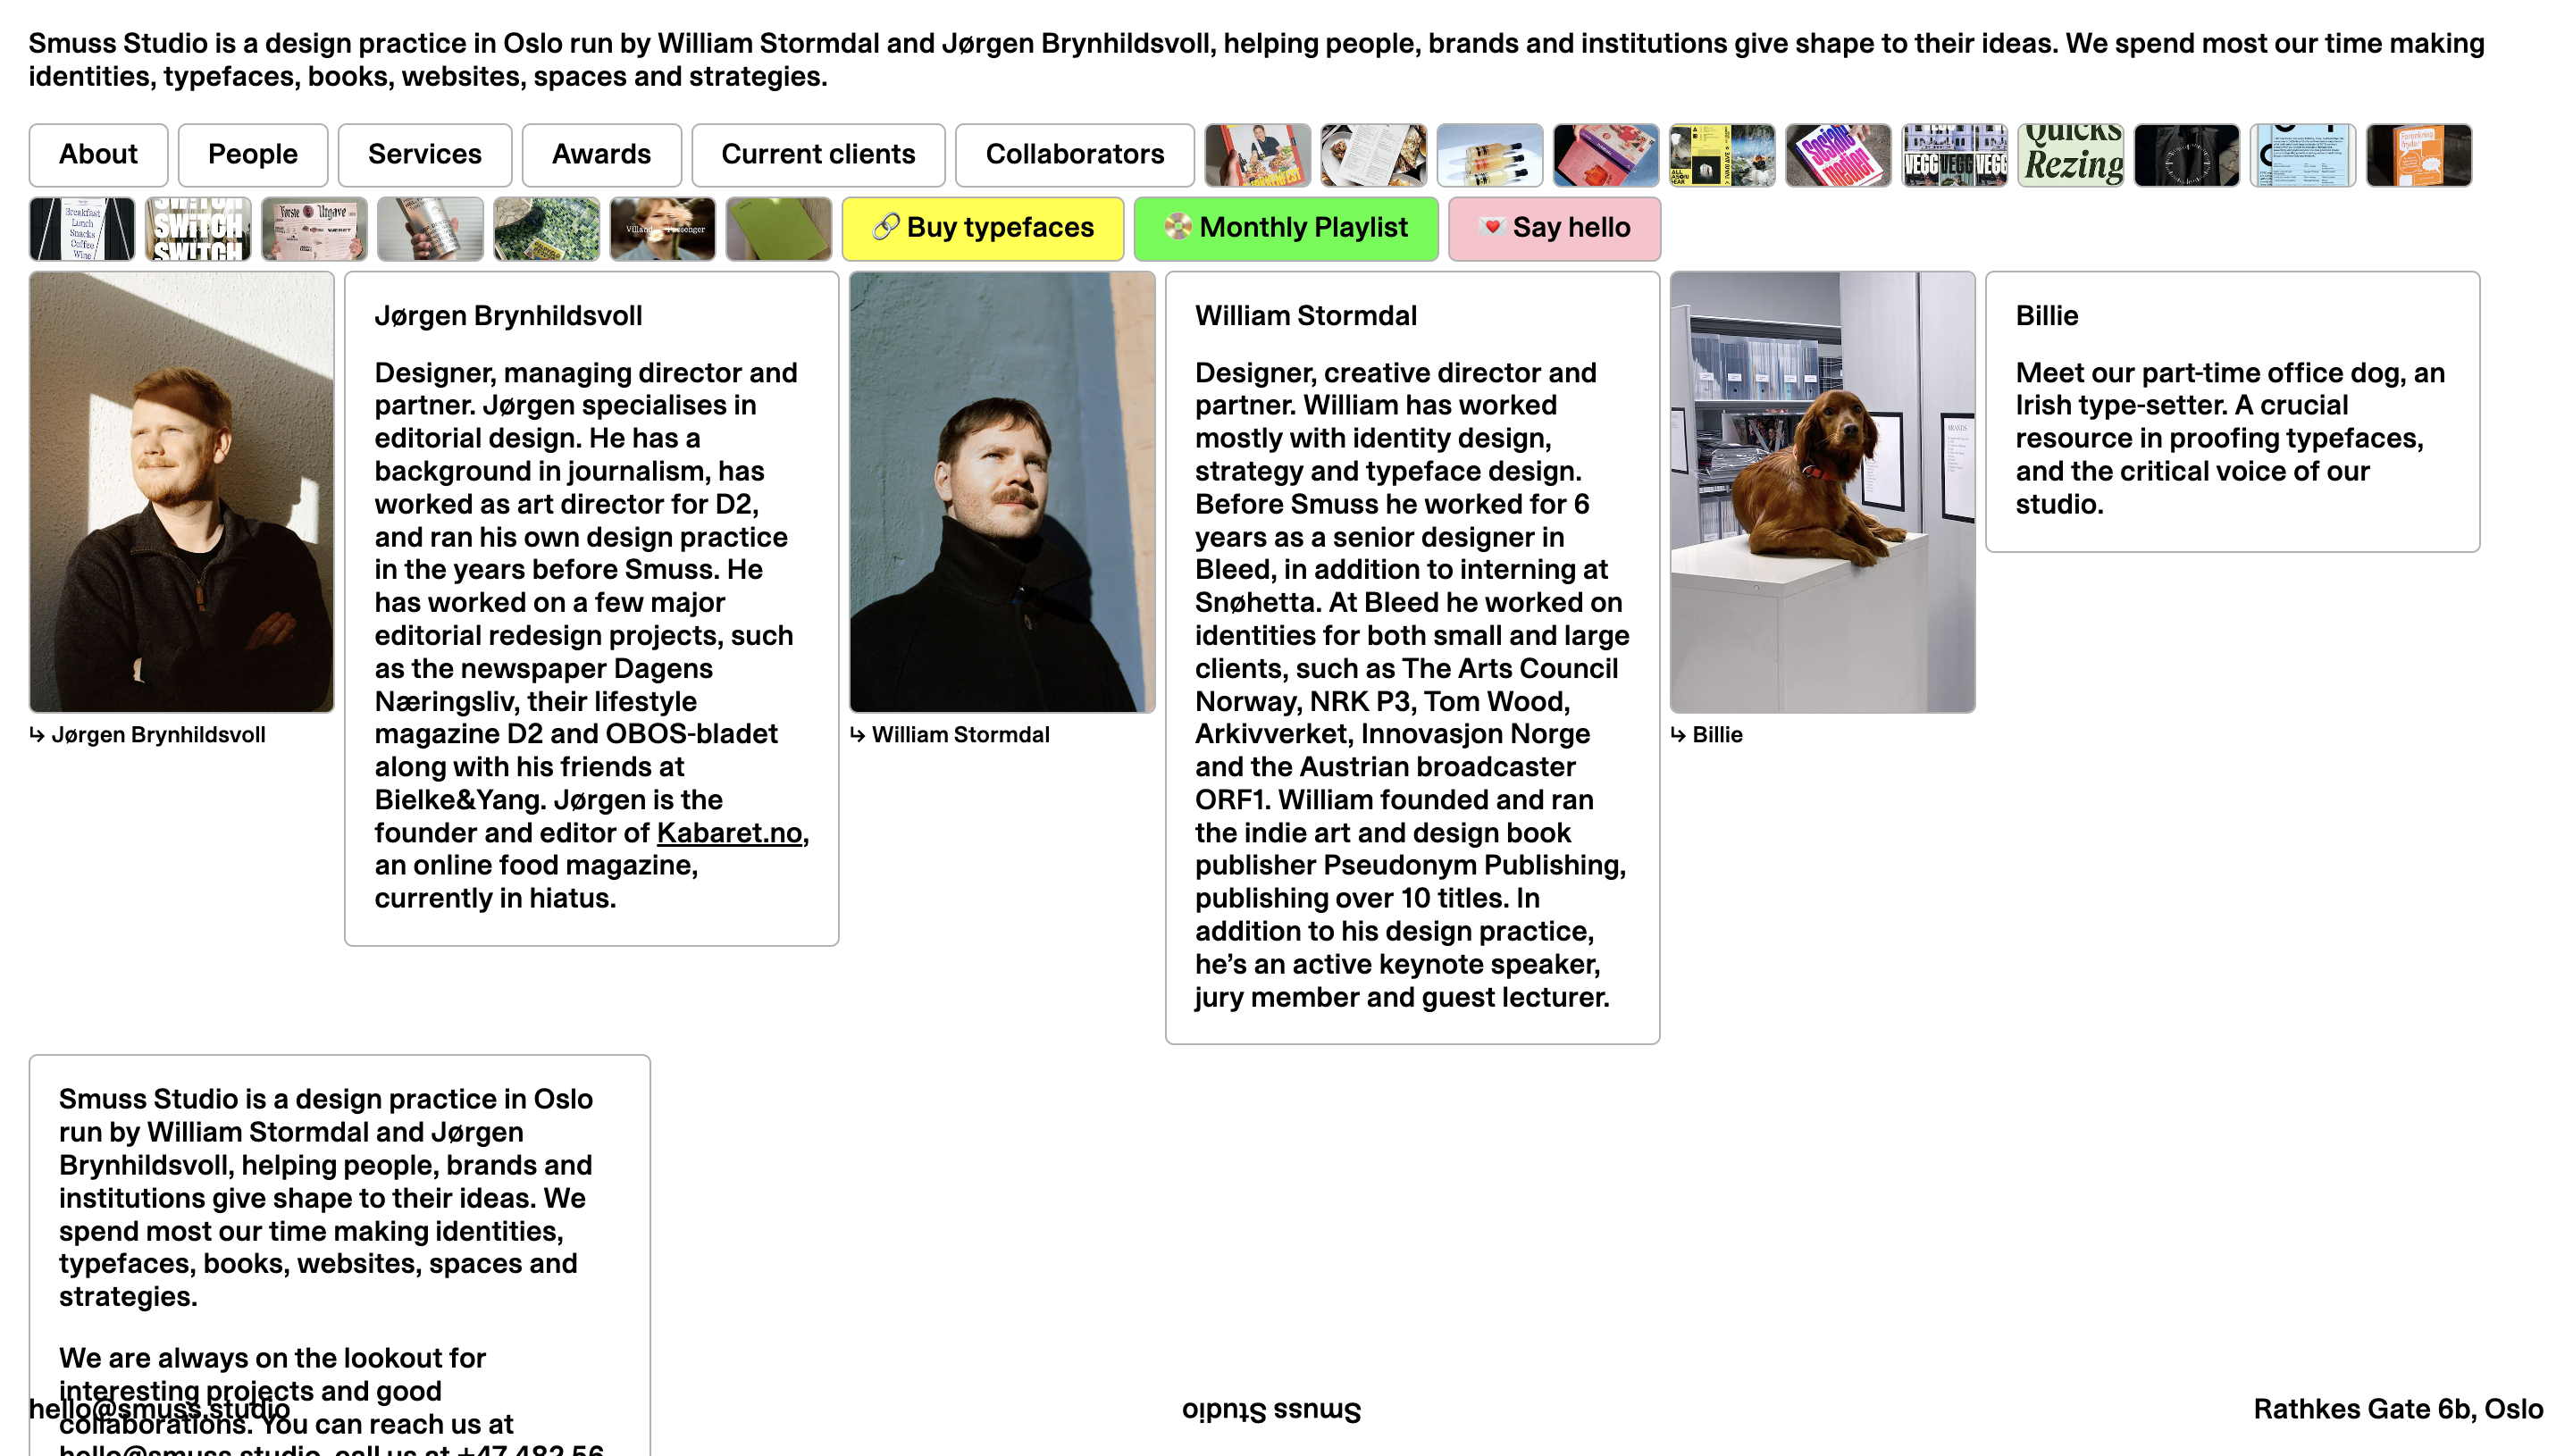 Smuss Studio is a design practice in Oslo run by William Stormdal and Jørgen Brynhildsvoll, helping people, brands and institutions give shape to their ideas. We spend most our time making
identities, typefaces, books, websites, spaces and strategies.
About
People
Services
Awards
Current clients
Collaborators
VEGG VEGG VEGG
Quicks
Rezing
Breakfast
Lunch
Snacks
Coffee
Wine
SWITCH
SWITCH
SWITCH
Første Utgave
Villand Passenger
🔗 Buy typefaces
💿 Monthly Playlist
💌 Say hello
Jørgen Brynhildsvoll
Designer, managing director and
partner. Jørgen specialises in
editorial design. He has a
background in journalism, has
worked as art director for D2,
and ran his own design practice
in the years before Smuss. He
has worked on a few major
editorial redesign projects, such
as the newspaper Dagens
Næringsliv, their lifestyle
magazine D2 and OBOS-bladet
along with his friends at
Bielke&Yang. Jørgen is the
founder and editor of Kabaret.no,
an online food magazine,
currently in hiatus.
↳ Jørgen Brynhildsvoll
William Stormdal
Designer, creative director and
partner. William has worked
mostly with identity design,
strategy and typeface design.
Before Smuss he worked for 6
years as a senior designer in
Bleed, in addition to interning at
Snøhetta. At Bleed he worked on
identities for both small and large
clients, such as The Arts Council
Norway, NRK P3, Tom Wood,
Arkivverket, Innovasjon Norge
and the Austrian broadcaster
ORF1. William founded and ran
the indie art and design book
publisher Pseudonym Publishing,
publishing over 10 titles. In
addition to his design practice,
he's an active keynote speaker,
jury member and guest lecturer.
↳ William Stormdal
BRANDS
Billie
Meet our part-time office dog, an
Irish type-setter. A crucial
resource in proofing typefaces,
and the critical voice of our
studio.
↳ Billie
Smuss Studio is a design practice in Oslo
run by William Stormdal and Jørgen
Brynhildsvoll, helping people, brands and
institutions give shape to their ideas. We
spend most our time making identities,
typefaces, books, websites, spaces and
strategies.
We are always on the lookout for
interesting projects and good
collaborations. You can reach us at
hello@smuss.studio, call us at +47 482 56
hello@smuss.studio
Smuss Studio
Rathkes Gate 6b, Oslo